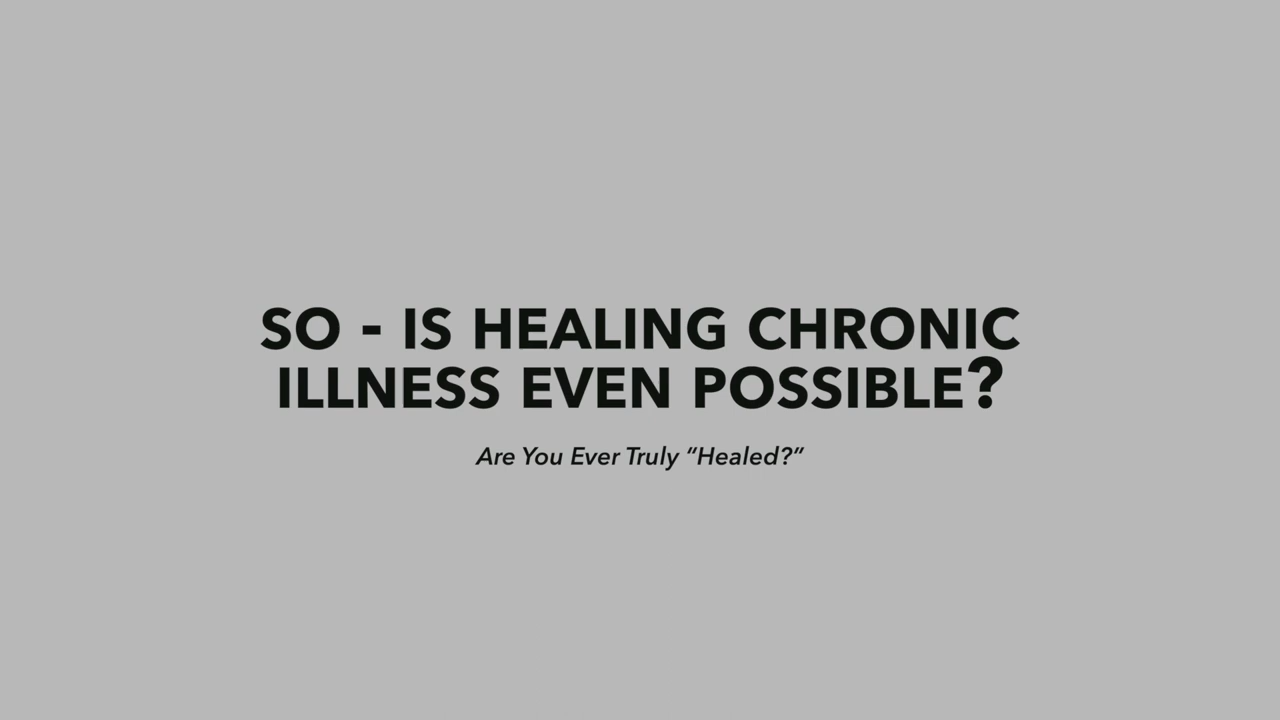 SO - IS HEALING CHRONIC
ILLNESS EVEN POSSIBLE?
Are You Ever Truly “Healed?”